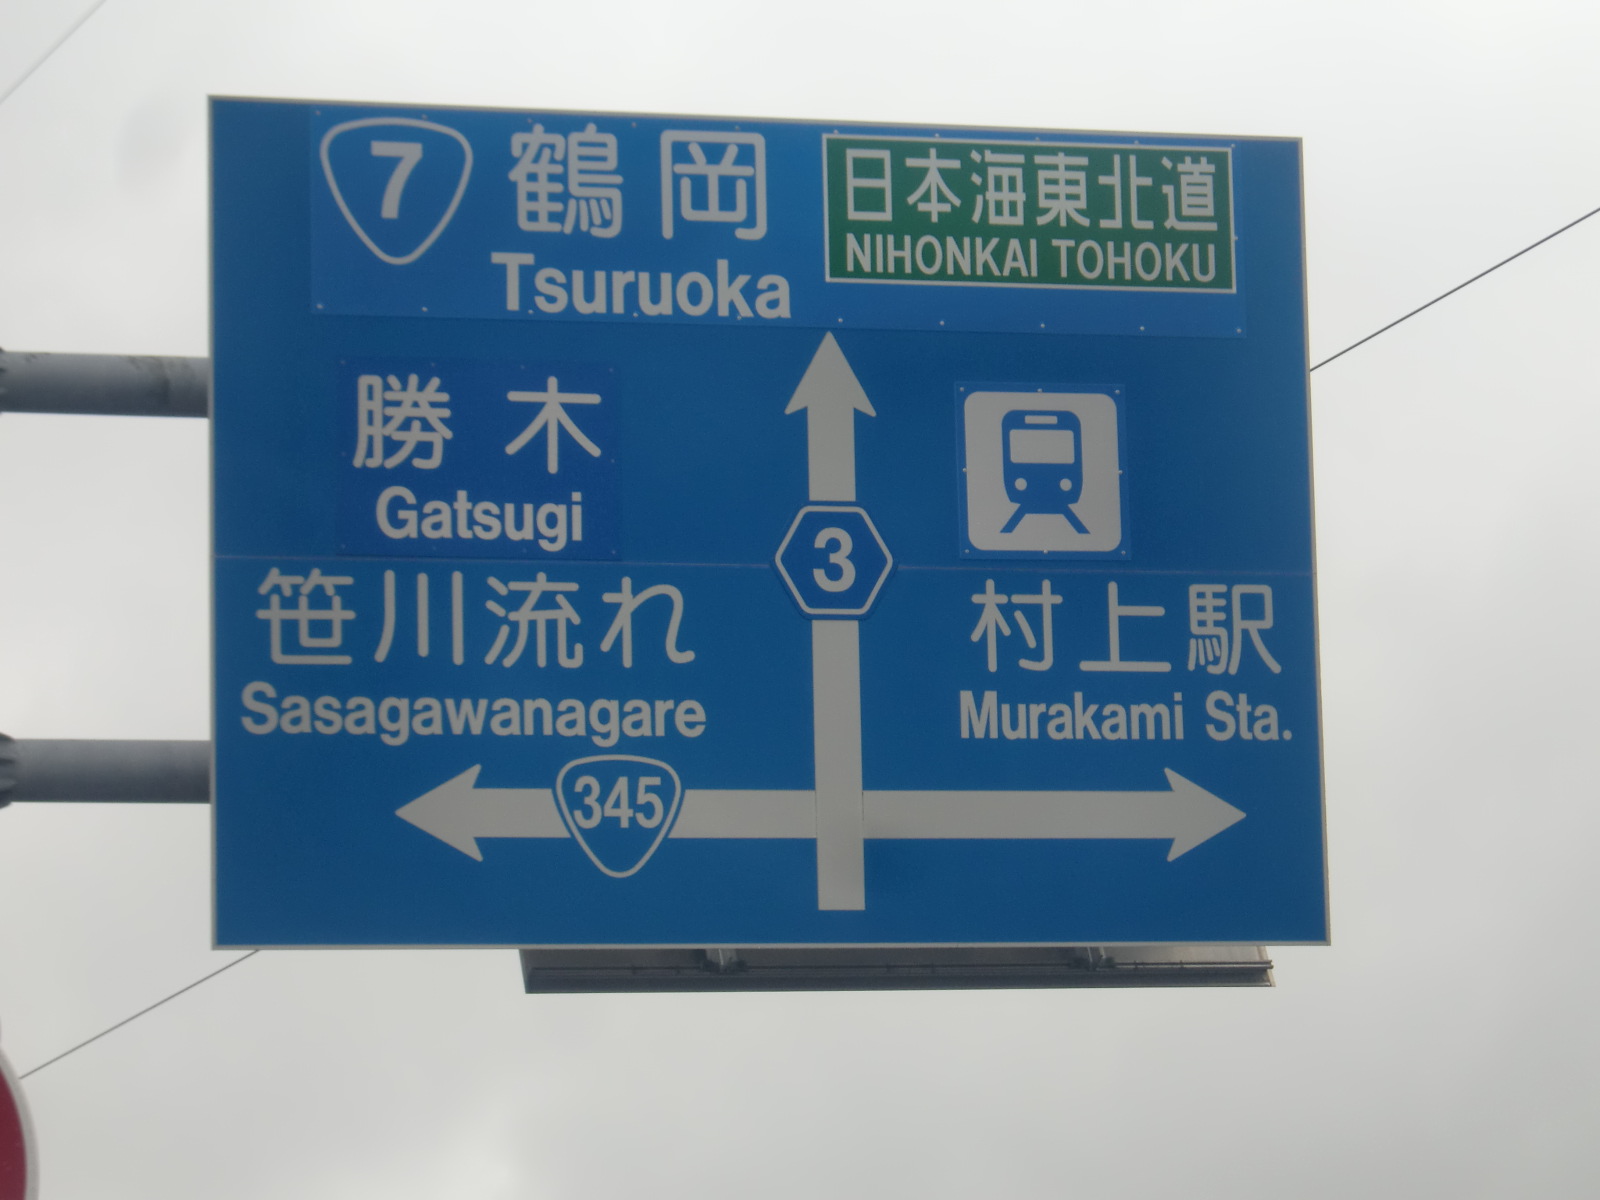 7 鶴岡 日本海東北道
Tsuruoka NIHONKAI TOHOKU
勝木
Gatsugi
3
笹川流れ 村上駅
Sasagawanagare Murakami Sta.
345